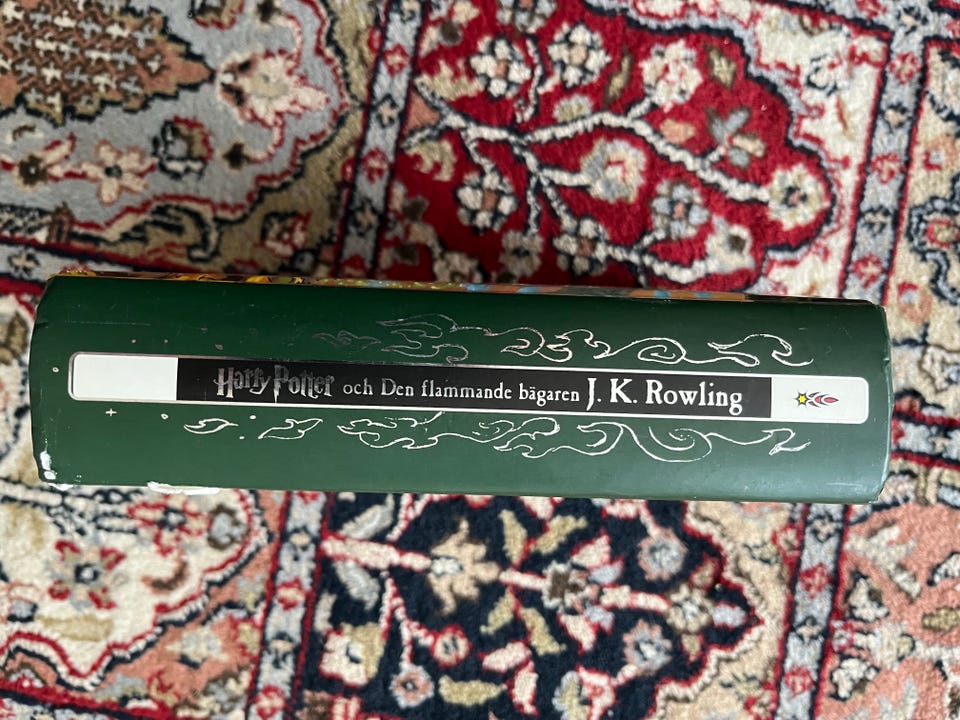 Harry Potter och Den flammande bägaren J. K. Rowling